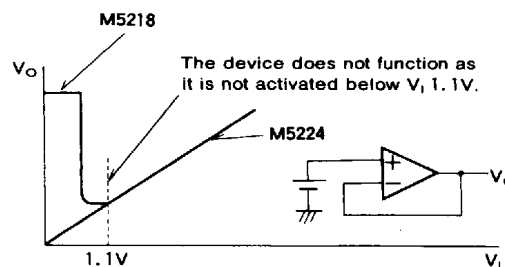 M5218
The device does not function as
it is not activated below VI 1.1V.
VO
M5224
+
−
VO
1.1V
VI